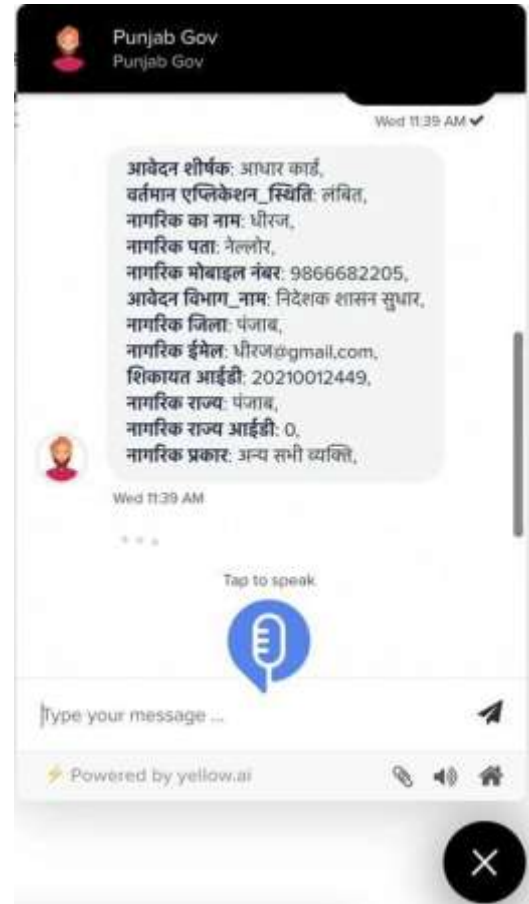 Punjab Gov
Punjab Gov
Wed 11:39 AM
आवेदन शीर्षक: आधार कार्ड,
वर्तमान एप्लिकेशन_स्थिति: लंबित,
नागरिक का नाम: धीरज,
नागरिक पता: नेल्लोर,
नागरिक मोबाइल नंबर: 9866682205,
आवेदन विभाग_नाम: निदेशक शासन सुधार,
नागरिक जिला: पंजाब,
नागरिक ईमेल: धीरज@gmail.com,
शिकायत आईडी: 20210012449,
नागरिक राज्य: पंजाब,
नागरिक राज्य आईडी: 0,
नागरिक प्रकार: अन्य सभी व्यक्ति,
Wed 11:39 AM
Tap to speak
Type your message ...
Powered by yellow.ai